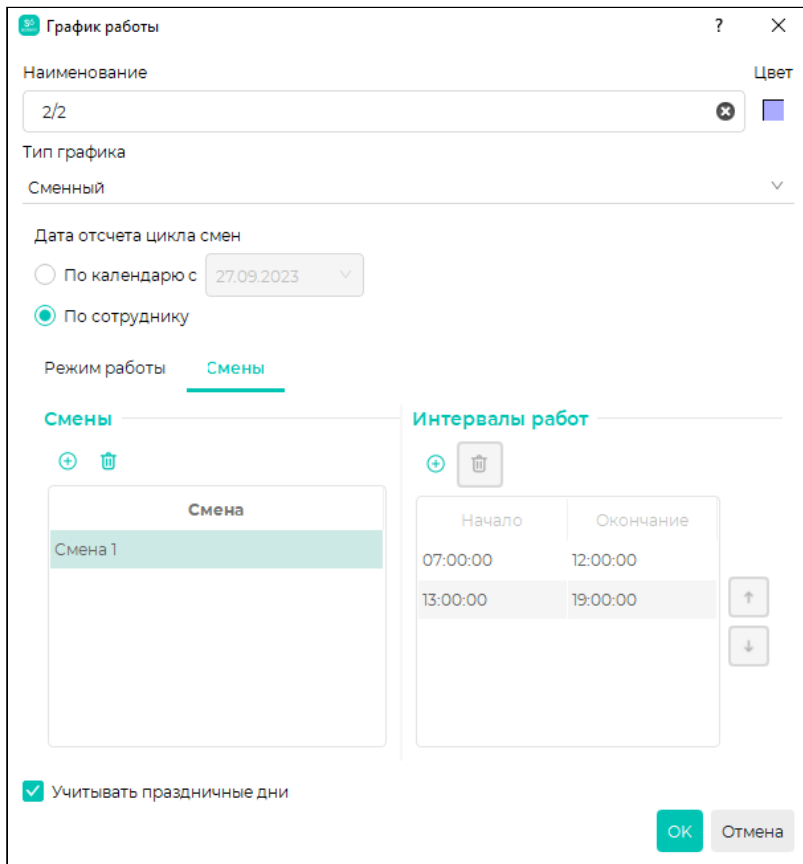 График работы ?
Наименование Цвет
2/2
Тип графика
Сменный
Дата отсчета цикла смен
По календарю с 27.09.2023
По сотруднику
Режим работы Смены
Смены Интервалы работ
Смена Начало Окончание
Смена 1 07:00:00 12:00:00
13:00:00 19:00:00
Учитывать праздничные дни
OK Отмена